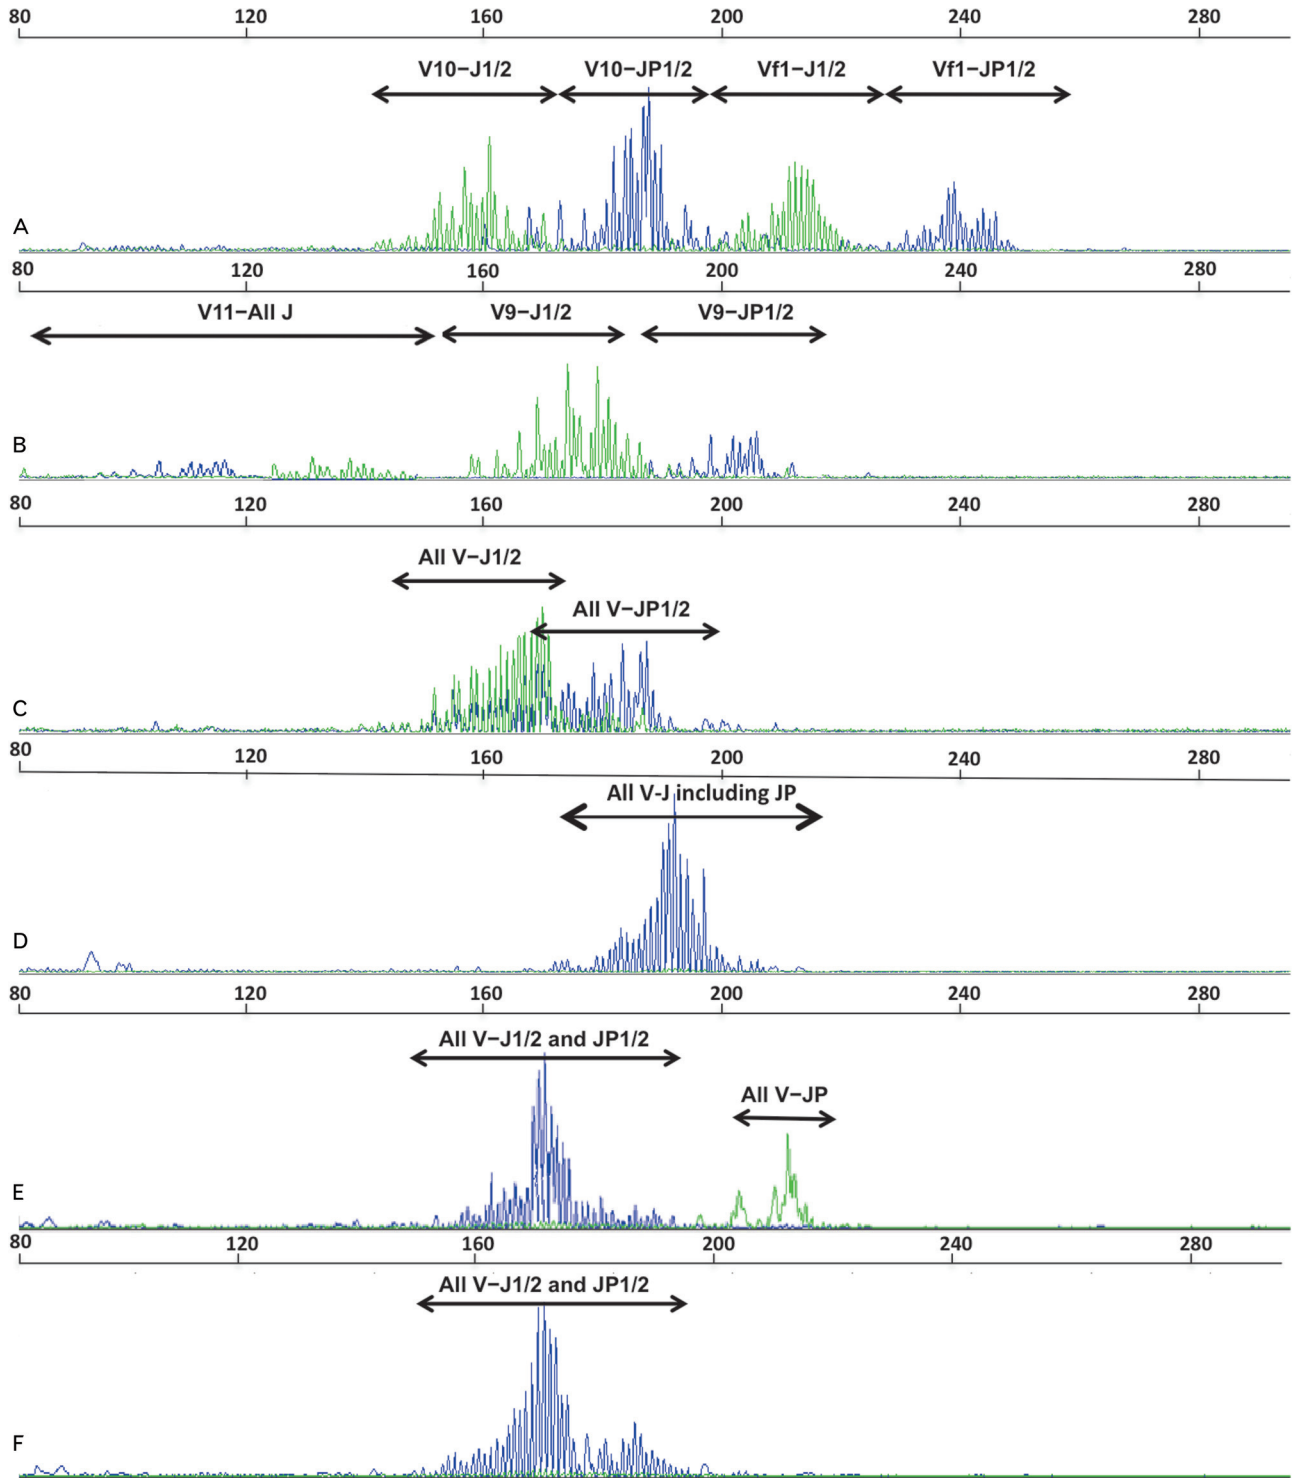 80 120 160 200 240 280
V10−J1/2 V10−JP1/2 Vf1−J1/2 Vf1−JP1/2
A
80 120 160 200 240 280
V11−All J V9−J1/2 V9−JP1/2
B
80 120 160 200 240 280
All V−J1/2
All V−JP1/2
C
80 120 160 200 240 280
All V-J including JP
D
80 120 160 200 240 280
All V−J1/2 and JP1/2
All V−JP
E
80 120 160 200 240 280
All V−J1/2 and JP1/2
F